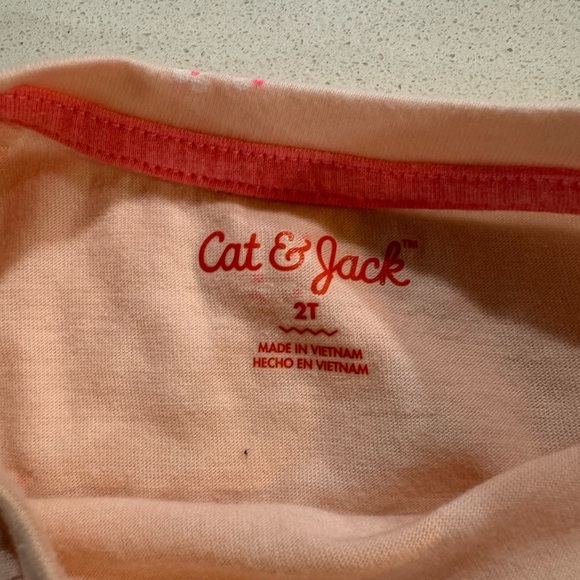 Cat & Jack™
2T
MADE IN VIETNAM
HECHO EN VIETNAM